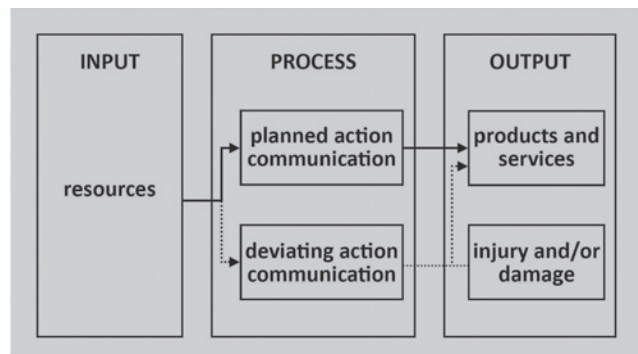 INPUT
resources
PROCESS
planned action
communication
deviating action
communication
OUTPUT
products and
services
injury and/or
damage